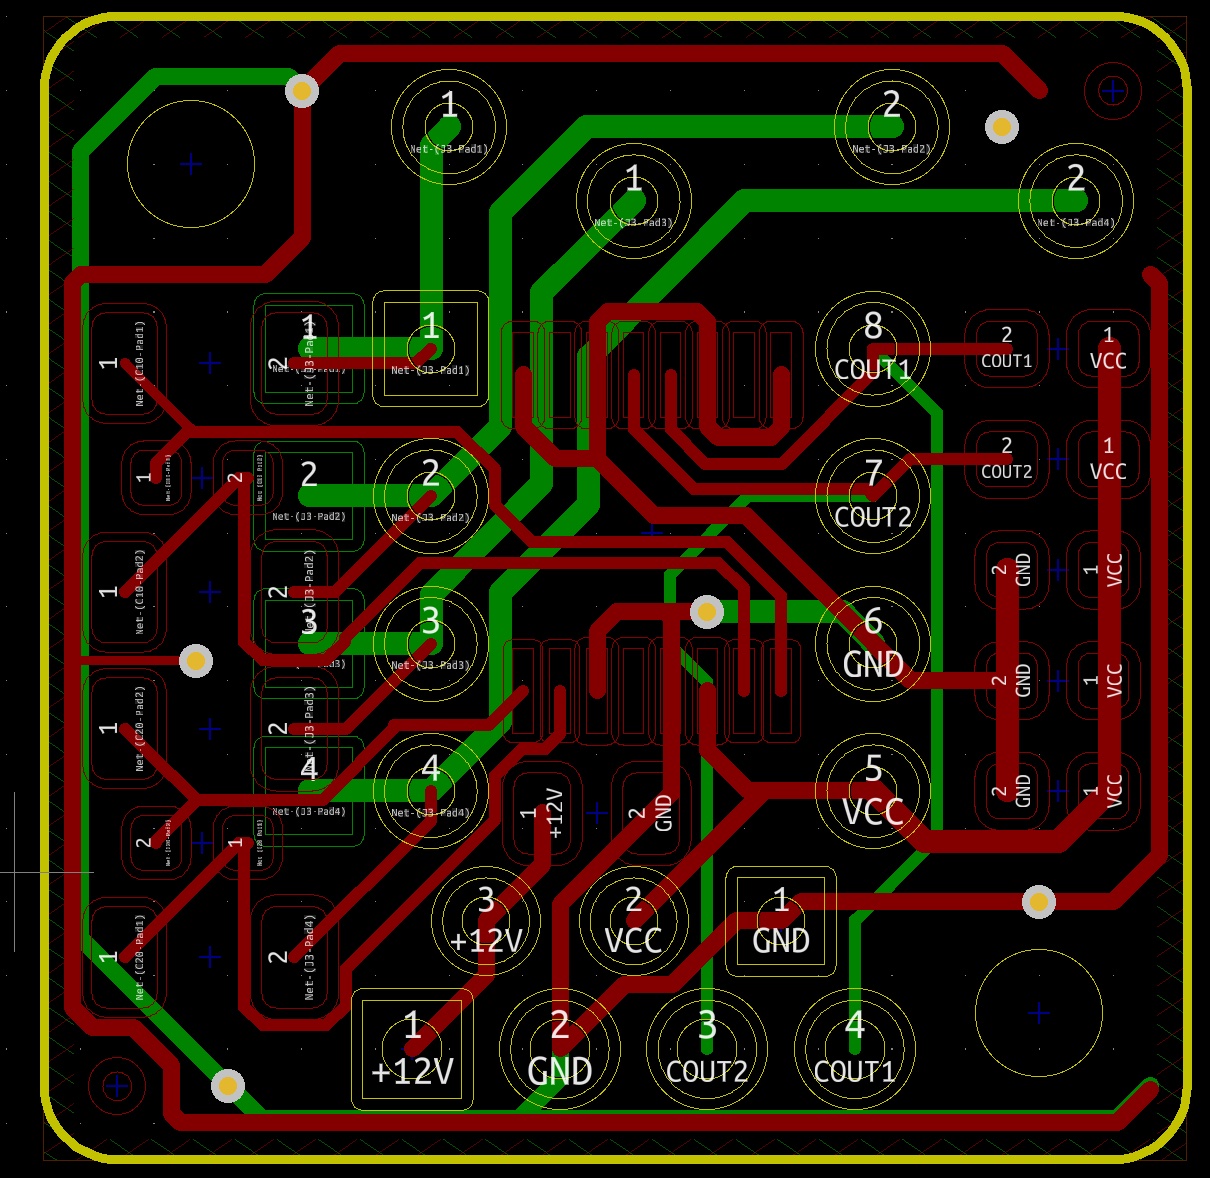 1
Net-(J3-Pad1)
2
Net-(J3-Pad2)
1
Net-(J3-Pad3)
2
Net-(J3-Pad4)
1
Net-(C10-Pad1)
1
2
Net-(J3-Pad1)
1
Net-(J3-Pad1)
8
COUT1
2
COUT1
1
VCC
1
2
2
Net-(J3-Pad2)
2
Net-(J3-Pad2)
7
COUT2
2
COUT2
1
VCC
1
Net-(C10-Pad2)
2
Net-(J3-Pad2)
3
3
Net-(J3-Pad3)
6
GND
2
GND
1
VCC
2
GND
1
VCC
1
Net-(C20-Pad2)
2
Net-(J3-Pad3)
4
Net-(J3-Pad4)
4
Net-(J3-Pad4)
5
VCC
2
GND
1
VCC
2
1
1
+12V
2
GND
1
Net-(C20-Pad1)
2
Net-(J3-Pad4)
3
+12V
2
VCC
1
GND
1
+12V
2
GND
3
COUT2
4
COUT1